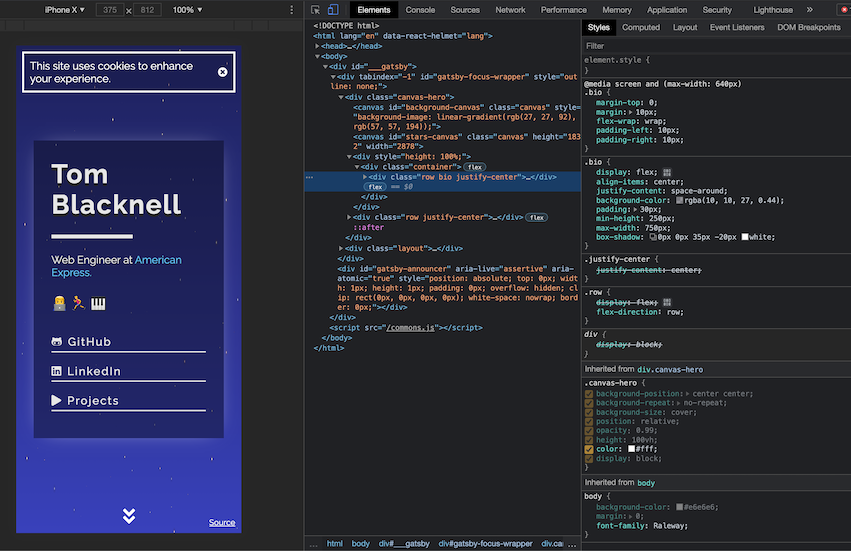 iPhone X ▼ 375 x 812 100% ▼
This site uses cookies to enhance
your experience.
Tom
Blacknell
Web Engineer at American
Express.
GitHub
LinkedIn
Projects
Source
Elements Console Sources Network Performance Memory Application Security Lighthouse »
<!DOCTYPE html>
<html lang="en" data-react-helmet="lang">
▶<head>…</head>
▼<body>
▼<div id="___gatsby">
▼<div tabindex="-1" id="gatsby-focus-wrapper" style="out
line: none;">
▼<div class="canvas-hero">
<canvas id="background-canvas" class="canvas" style=
"background-image: linear-gradient(rgb(27, 27, 92),
rgb(57, 57, 194));">
<canvas id="stars-canvas" class="canvas" height="183
2" width="2878">
▼<div style="height: 100%;">
▼<div class="container"> flex
… ▶<div class="row bio justify-center">…</div>
flex == $0
</div>
</div>
▶<div class="row justify-center">…</div> flex
::after
</div>
▶<div class="layout">…</div>
</div>
<div id="gatsby-announcer" aria-live="assertive" aria-
atomic="true" style="position: absolute; top: 0px; widt
h: 1px; height: 1px; padding: 0px; overflow: hidden; cl
ip: rect(0px, 0px, 0px, 0px); white-space: nowrap; bor
der: 0px;"></div>
</div>
<script src="/commons.js"></script>
</body>
</html>
… html body div#___gatsby div#gatsby-focus-wrapper div.ca …
Styles Computed Layout Event Listeners DOM Breakpoints
Filter
element.style {
}
@media screen and (max-width: 640px)
.bio {
margin-top: 0;
margin:▶ 10px;
flex-wrap: wrap;
padding-left: 10px;
padding-right: 10px;
}
.bio {
display: flex;
align-items: center;
justify-content: space-around;
background-color: rgba(10, 10, 27, 0.44);
padding:▶ 30px;
min-height: 250px;
max-width: 750px;
box-shadow: 0px 0px 35px -20px white;
}
.justify-center {
justify-content: center;
}
.row {
display: flex;
flex-direction: row;
}
div {
display: block;
}
Inherited from div.canvas-hero
.canvas-hero {
background-position:▶ center center;
background-repeat:▶ no-repeat;
background-size: cover;
position: relative;
opacity: 0.99;
height: 100vh;
color: #fff;
display: block;
}
Inherited from body
body {
background-color: #e6e6e6;
margin:▶ 0;
font-family: Raleway;
}